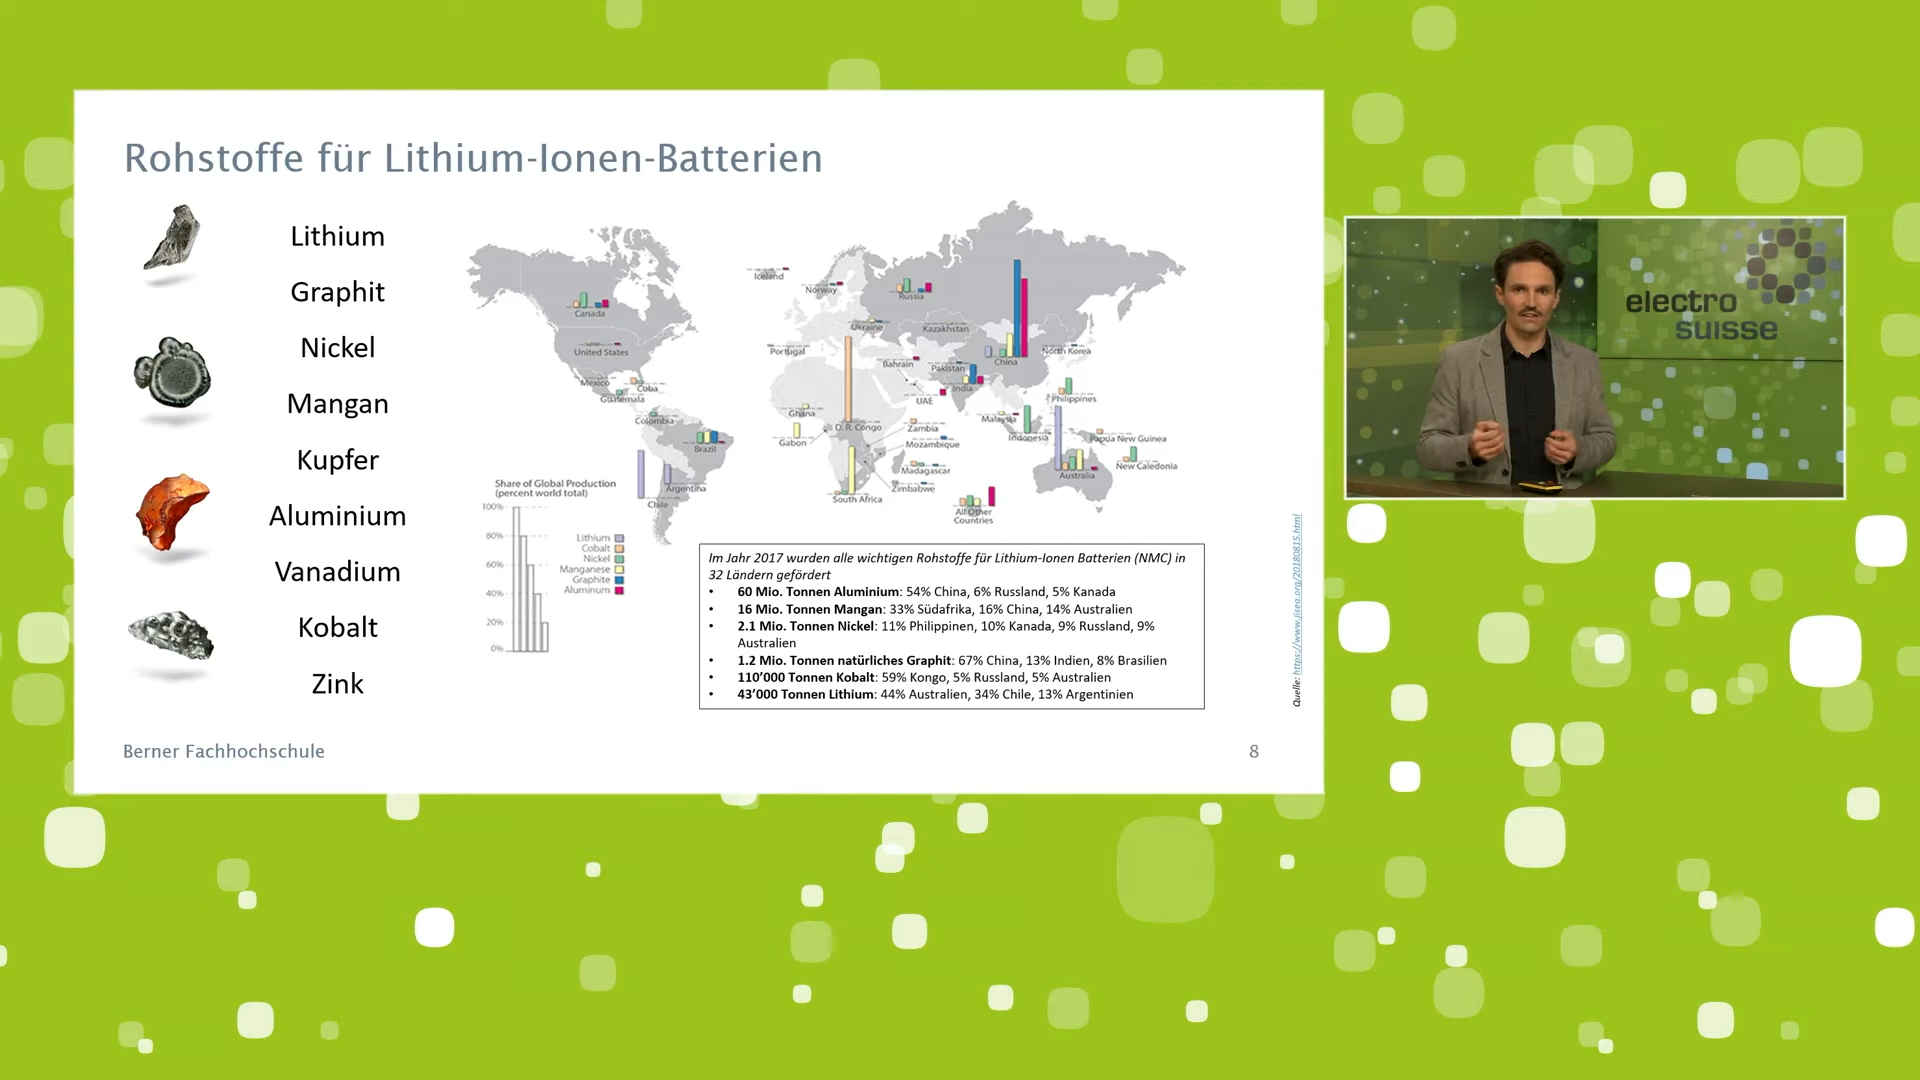 Rohstoffe für Lithium-Ionen-Batterien
Lithium
Graphit
Nickel
Mangan
Kupfer
Aluminium
Vanadium
Kobalt
Zink
Iceland
Norway
Russia
Canada
Ukraine
Kazakhstan
United States
Portugal
Bahrain
Pakistan
China
North Korea
Mexico
Cuba
Guatemala
UAE
India
Philippines
Colombia
Ghana
Gabon
D. R. Congo
Zambia
Malaysia
Indonesia
Papua New Guinea
Brazil
Mozambique
Madagascar
New Caledonia
Australia
Argentina
Chile
South Africa
Zimbabwe
All Other
Countries
Share of Global Production
(percent world total)
100%
80%
60%
40%
20%
0%
Lithium
Cobalt
Nickel
Manganese
Graphite
Aluminum
Im Jahr 2017 wurden alle wichtigen Rohstoffe für Lithium-Ionen Batterien (NMC) in
32 Ländern gefördert
• 60 Mio. Tonnen Aluminium: 54% China, 6% Russland, 5% Kanada
• 16 Mio. Tonnen Mangan: 33% Südafrika, 16% China, 14% Australien
• 2.1 Mio. Tonnen Nickel: 11% Philippinen, 10% Kanada, 9% Russland, 9%
Australien
• 1.2 Mio. Tonnen natürliches Graphit: 67% China, 13% Indien, 8% Brasilien
• 110’000 Tonnen Kobalt: 59% Kongo, 5% Russland, 5% Australien
• 43’000 Tonnen Lithium: 44% Australien, 34% Chile, 13% Argentinien
Quelle: https://www.jisea.org/20180815.html
Berner Fachhochschule
8
electro
suisse